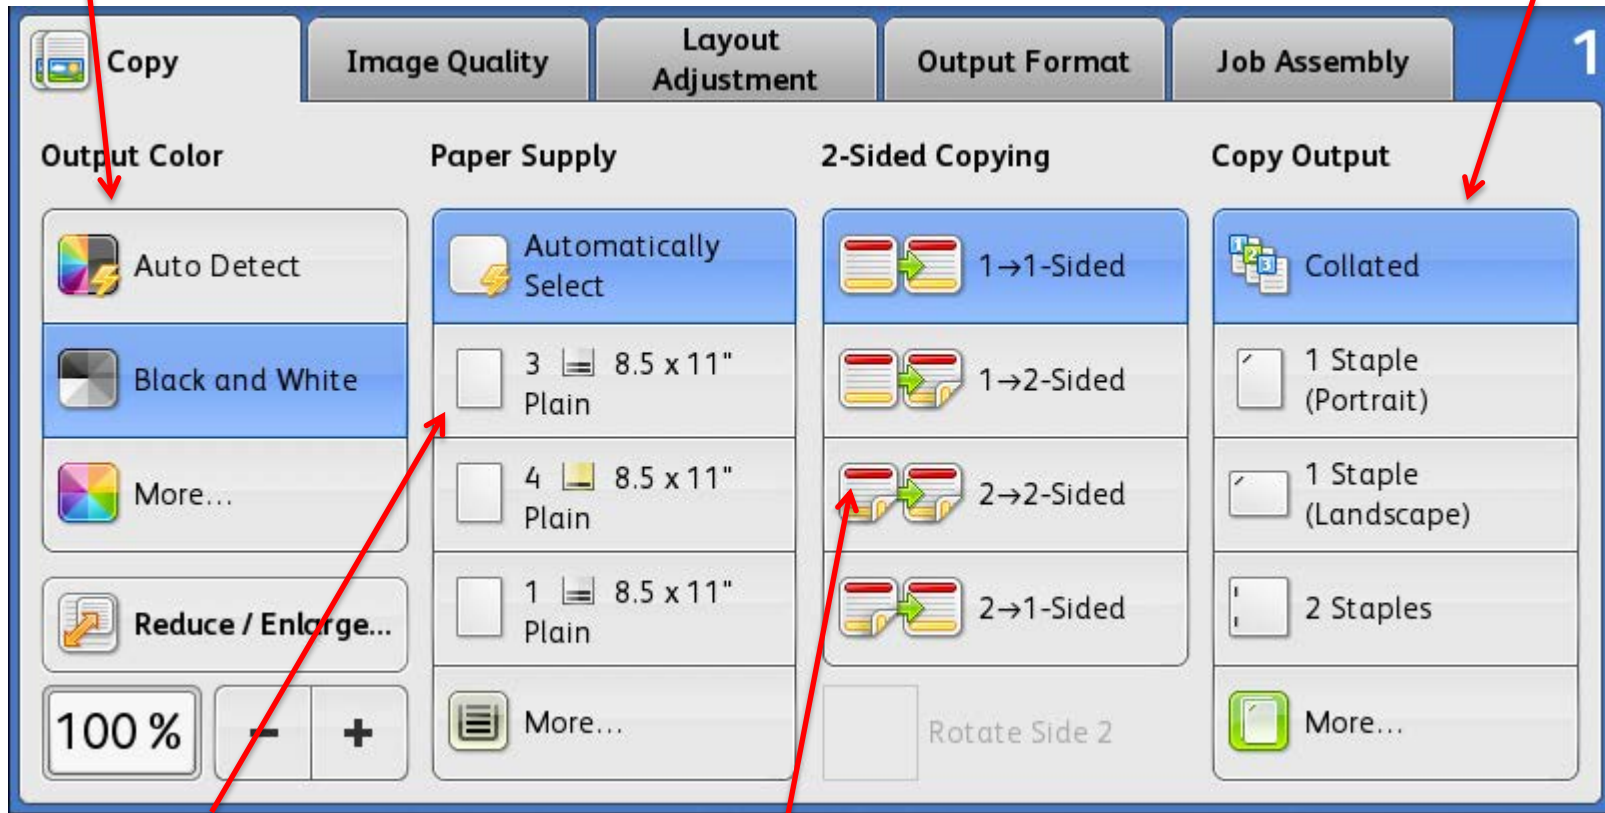 Copy
Image Quality
Layout
Adjustment
Output Format
Job Assembly
1
Output Color
Auto Detect
Black and White
More...
Reduce / Enlarge...
100 %
-
+
Paper Supply
Automatically
Select
3 8.5 x 11"
Plain
4 8.5 x 11"
Plain
1 8.5 x 11"
Plain
More...
2-Sided Copying
1→1-Sided
1→2-Sided
2→2-Sided
2→1-Sided
Rotate Side 2
Copy Output
1
2
3
Collated
1 Staple
(Portrait)
1 Staple
(Landscape)
2 Staples
More...